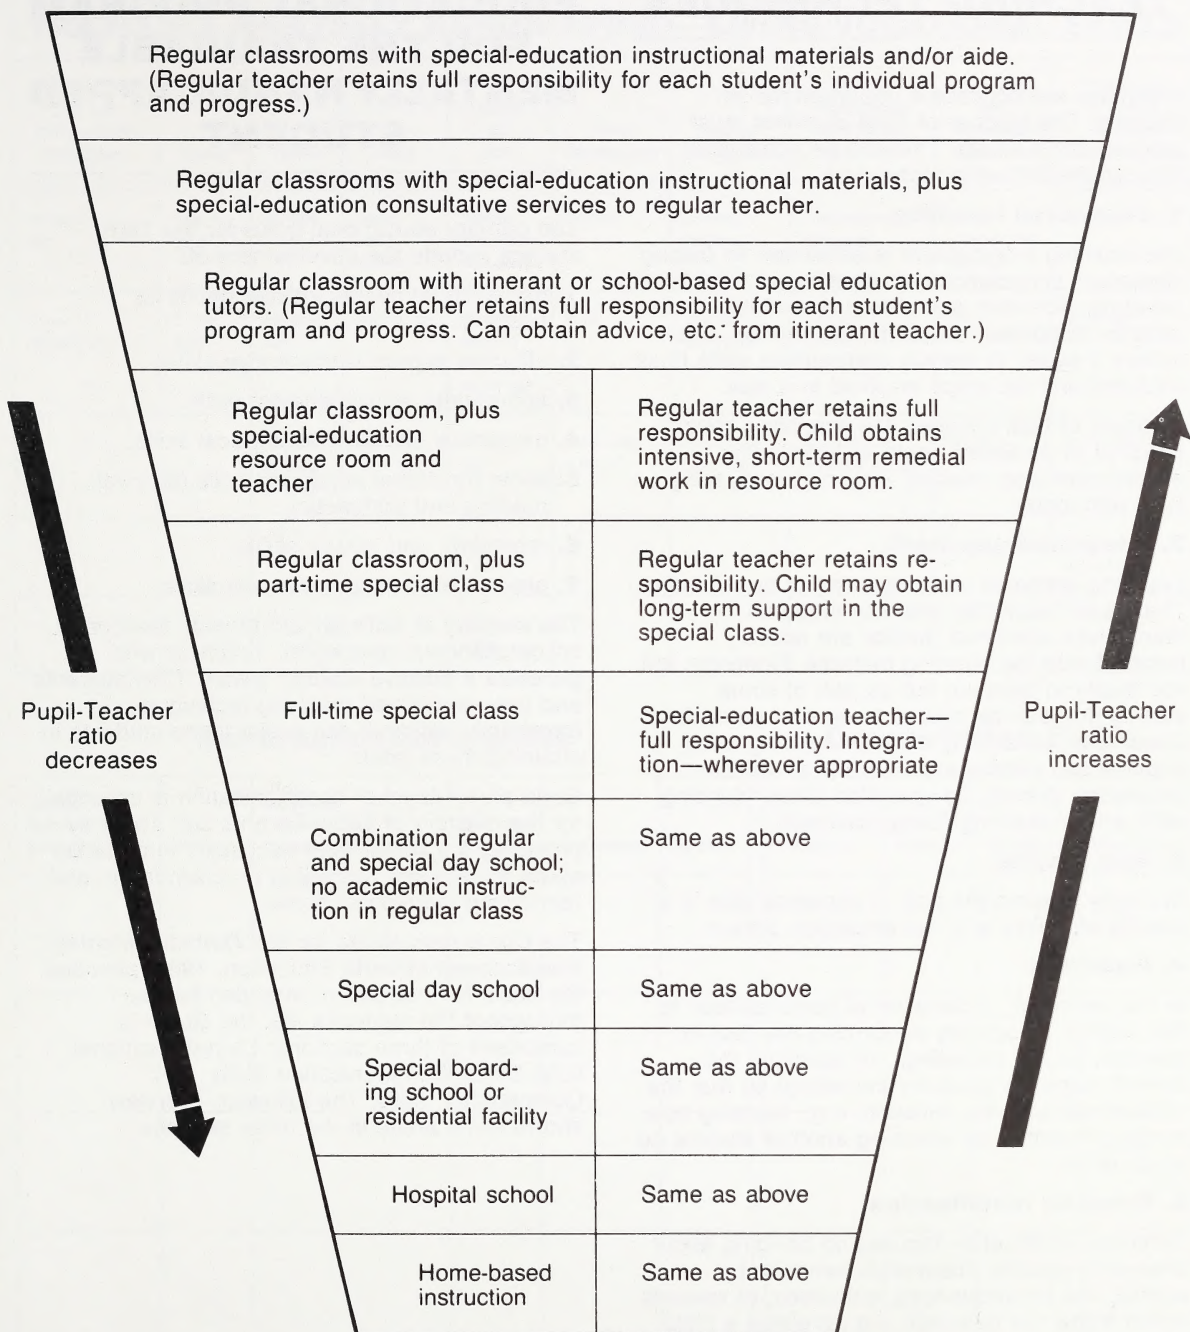 Regular classrooms with special-education instructional materials and/or aide.
(Regular teacher retains full responsibility for each student's individual program
and progress.)
Regular classrooms with special-education instructional materials, plus
special-education consultative services to regular teacher.
Regular classroom with itinerant or school-based special education
tutors. (Regular teacher retains full responsibility for each student's
program and progress. Can obtain advice, etc. from itinerant teacher.)
Regular classroom, plus
special-education
resource room and
teacher
Regular teacher retains full
responsibility. Child obtains
intensive, short-term remedial
work in resource room.
Regular classroom, plus
part-time special class
Regular teacher retains re-
sponsibility. Child may obtain
long-term support in the
special class.
Pupil-Teacher
ratio
decreases
Full-time special class
Special-education teacher—
full responsibility. Integra-
tion—wherever appropriate
Pupil-Teacher
ratio
increases
Combination regular
and special day school;
no academic instruc-
tion in regular class
Same as above
Special day school
Same as above
Special board-
ing school or
residential facility
Same as above
Hospital school
Same as above
Home-based
instruction
Same as above